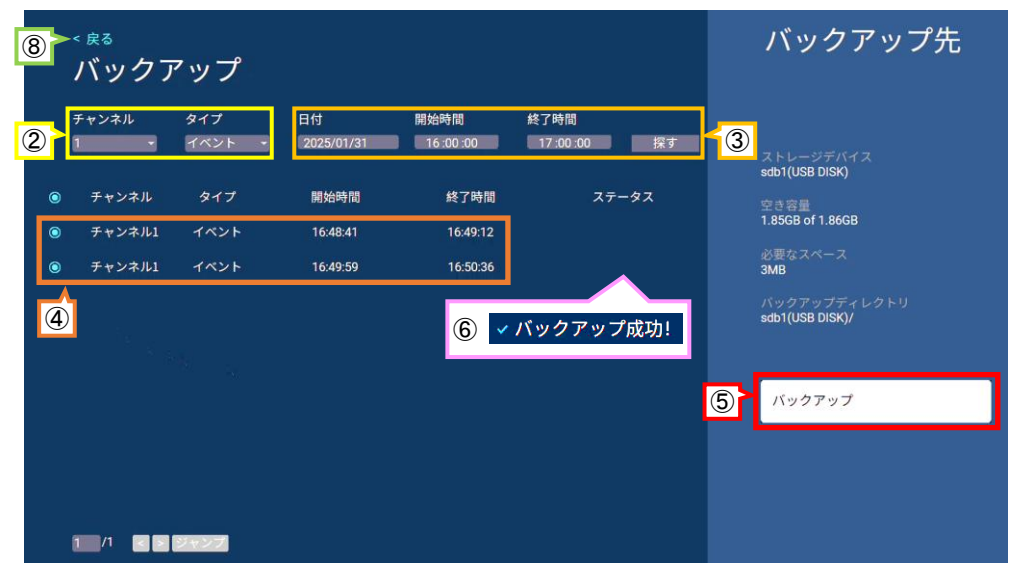 ⑧
< 戻る
バックアップ
チャンネル タイプ 日付 開始時間 終了時間
② 1 イベント 2025/01/31 16:00:00 17:00:00 探す ③
チャンネル タイプ 開始時間 終了時間 ステータス
チャンネル1 イベント 16:48:41 16:49:12
チャンネル1 イベント 16:49:59 16:50:36
④
⑥ バックアップ成功!
1 /1 < > ジャンプ
バックアップ先
ストレージデバイス
sdb1(USB DISK)
空き容量
1.85GB of 1.86GB
必要なスペース
3MB
バックアップディレクトリ
sdb1(USB DISK)/
⑤ バックアップ